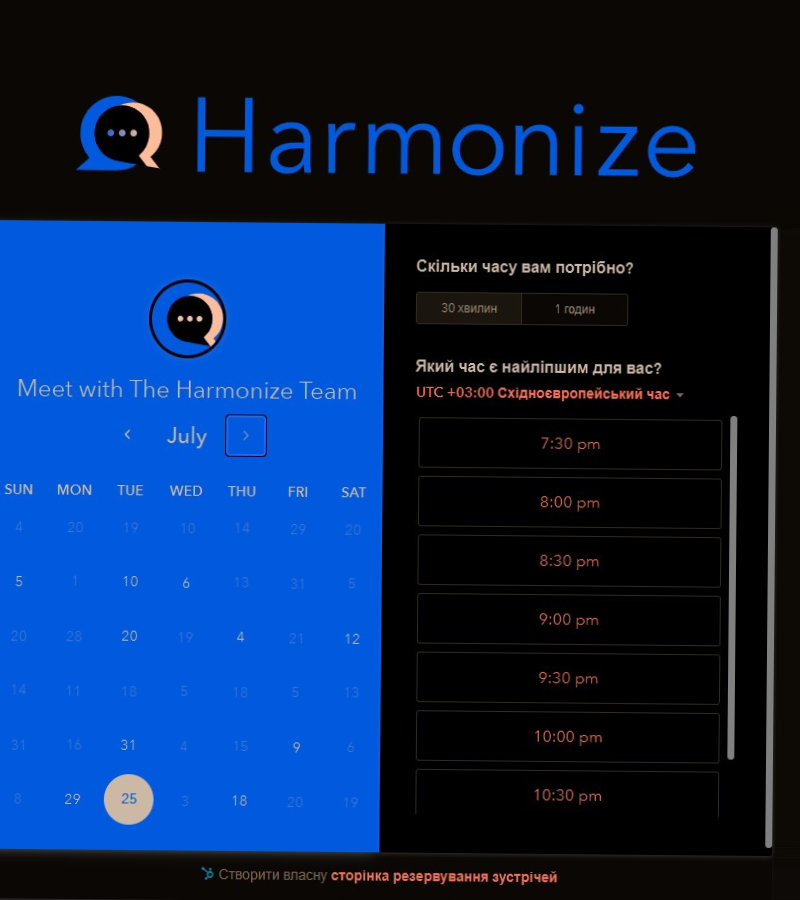 Harmonize
Meet with The Harmonize Team
July
SUN MON TUE WED THU FRI SAT
4 20 19 10 14 29 20
5 1 10 6 13 31 5
20 28 20 19 4 21 12
14 11 18 5 18 5 13
31 16 31 4 15 9 6
8 29 25 3 18 20 19
Скільки часу вам потрібно?
30 хвилин 1 годин
Який час є найліпшим для вас?
UTC +03:00 Східноєвропейський час
7:30 pm
8:00 pm
8:30 pm
9:00 pm
9:30 pm
10:00 pm
10:30 pm
Створити власну сторінка резервування зустрічей